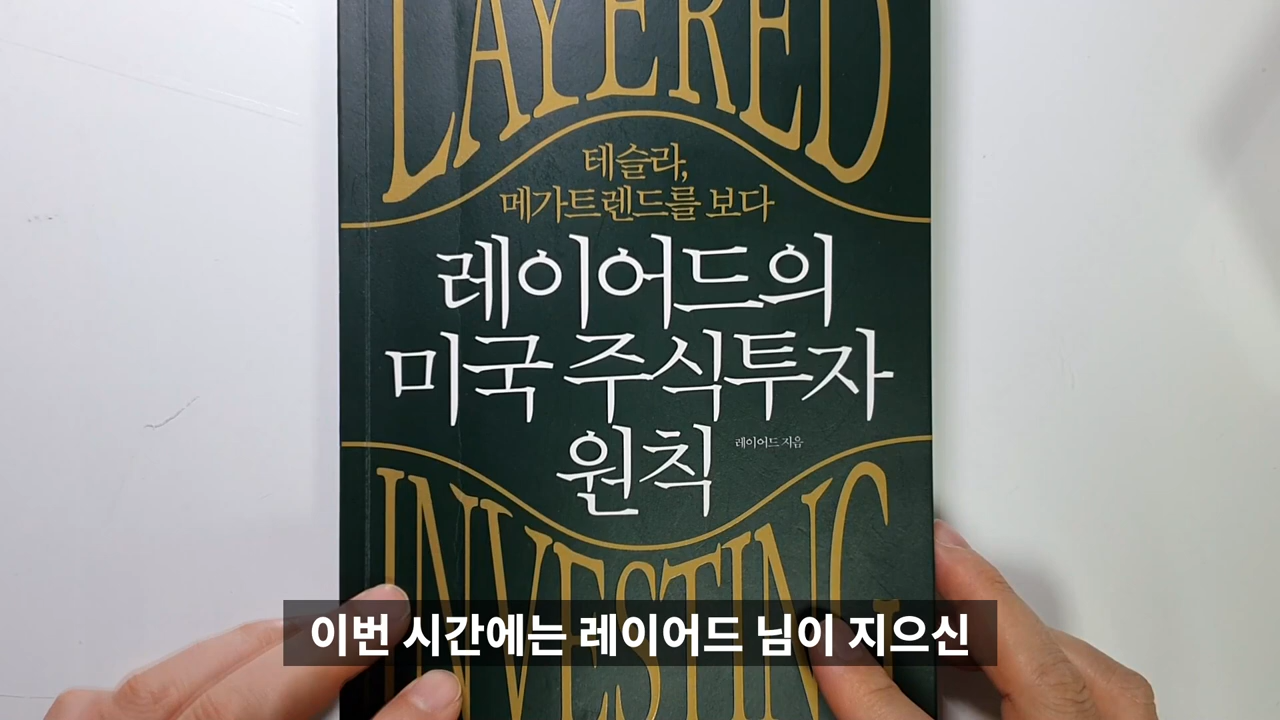 LAYERED
테슬라,
메가트렌드를 보다
레이어드의
미국 주식투자
원칙
레이어드 지음
INVESTING
이번 시간에는 레이어드 님이 지으신